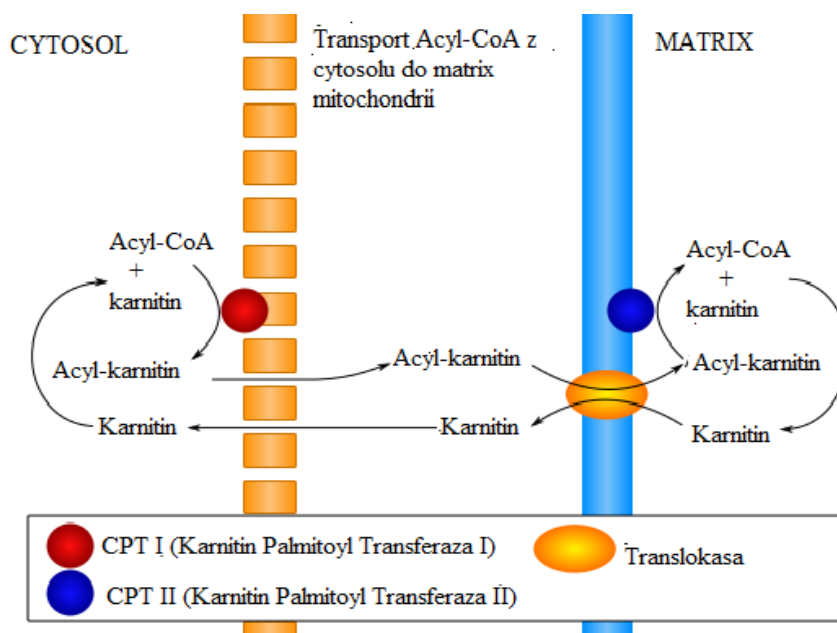 CYTOSOL
Transport Acyl-CoA z
cytosolu do matrix
mitochondrii
MATRIX
Acyl-CoA
+
karnitin
Acyl-karnitin
Karnitin
Acyl-karnitin
Karnitin
Acyl-CoA
+
karnitin
Acyl-karnitin
Karnitin
CPT I (Karnitin Palmitoyl Transferaza I)
CPT II (Karnitin Palmitoyl Transferaza II)
Translokasa